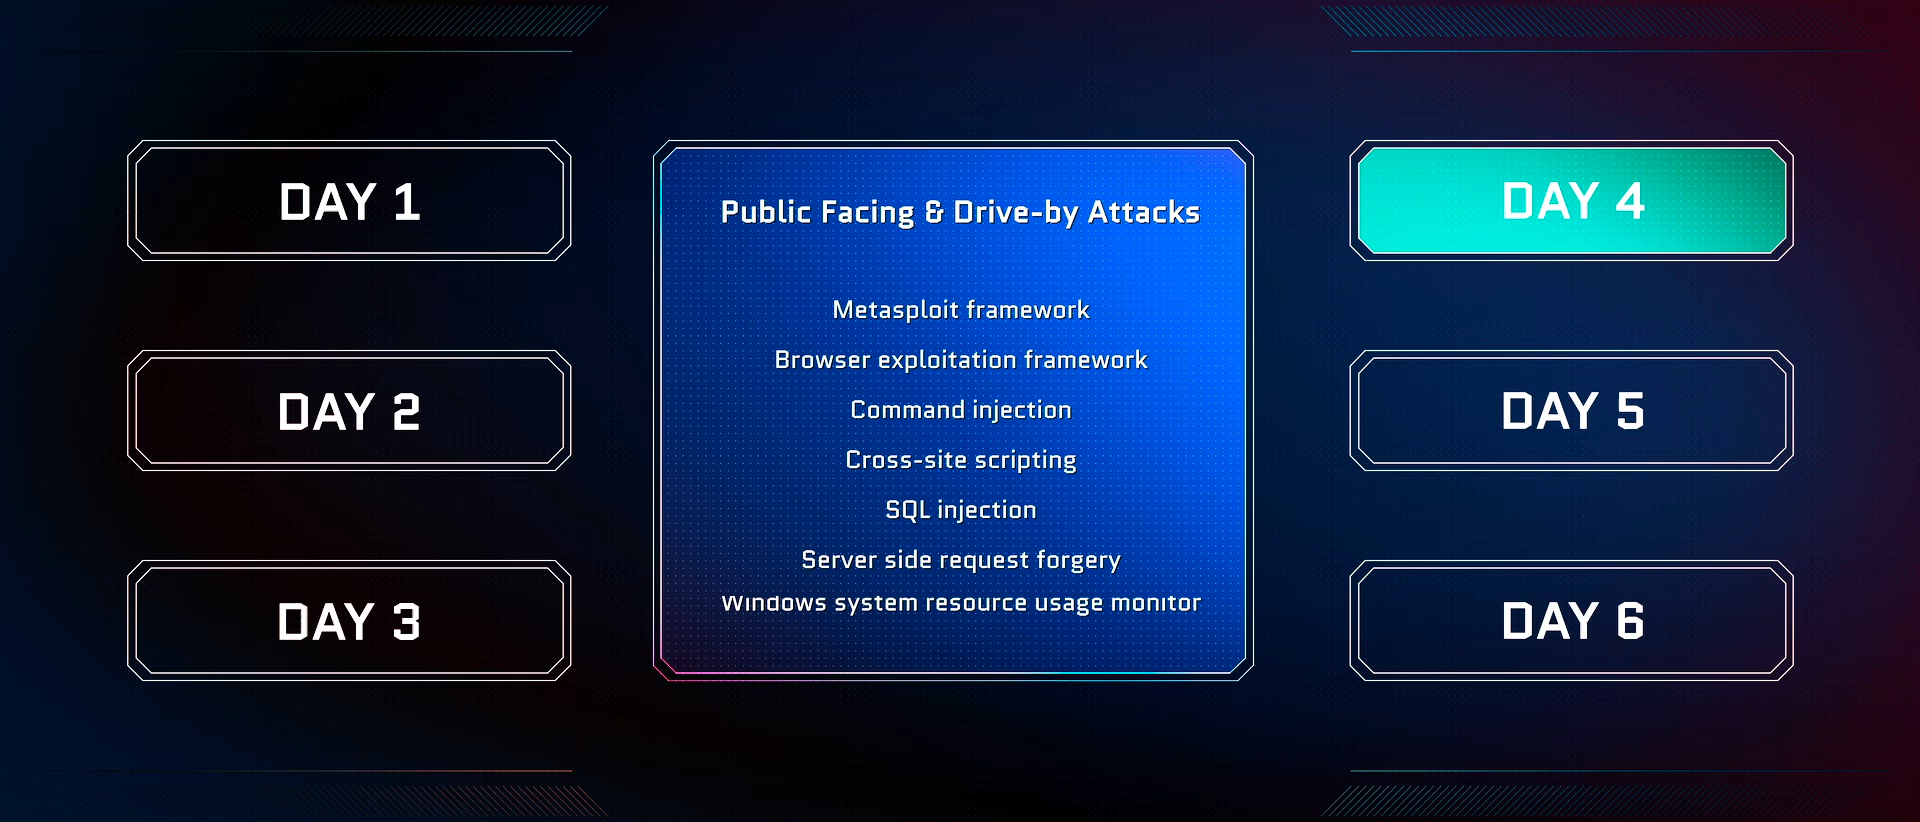 DAY 1
DAY 2
DAY 3
Public Facing & Drive-by Attacks
Metasploit framework
Browser exploitation framework
Command injection
Cross-site scripting
SQL injection
Server side request forgery
Windows system resource usage monitor
DAY 4
DAY 5
DAY 6